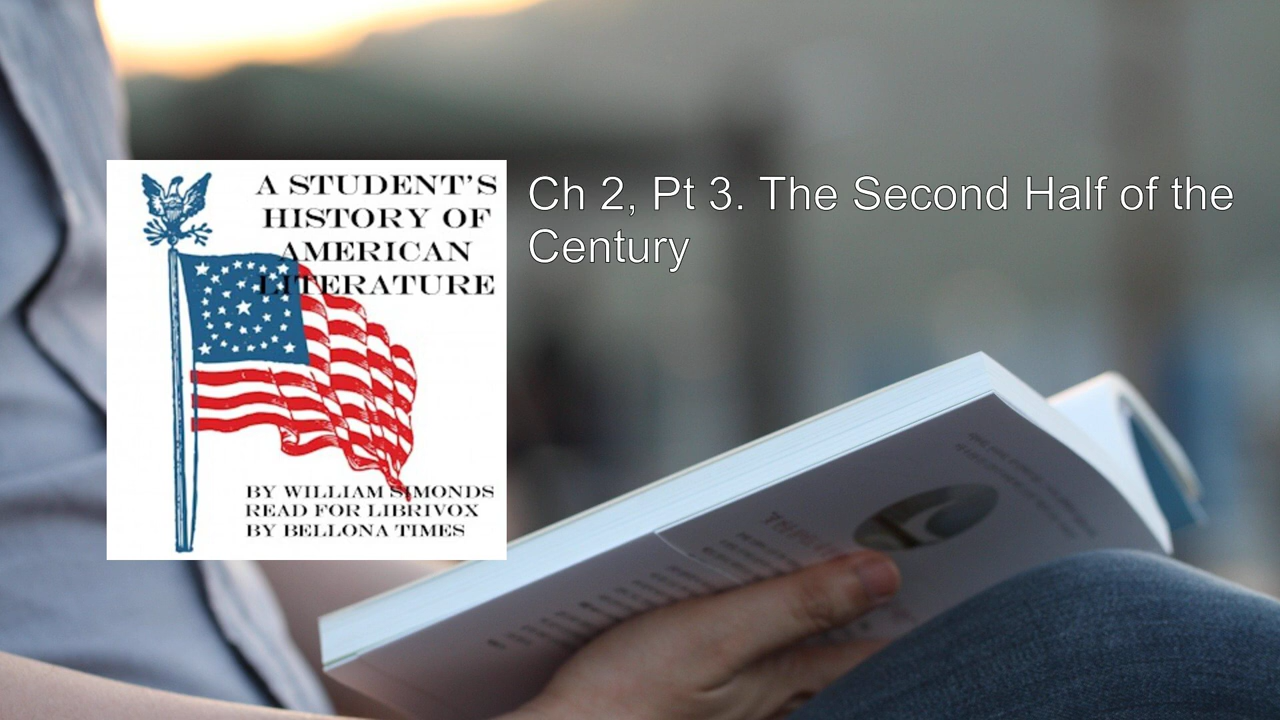 A STUDENT'S
HISTORY OF
AMERICAN
LITERATURE
BY WILLIAM SIMONDS
READ FOR LIBRIVOX
BY BELLONA TIMES
Ch 2, Pt 3. The Second Half of the
Century